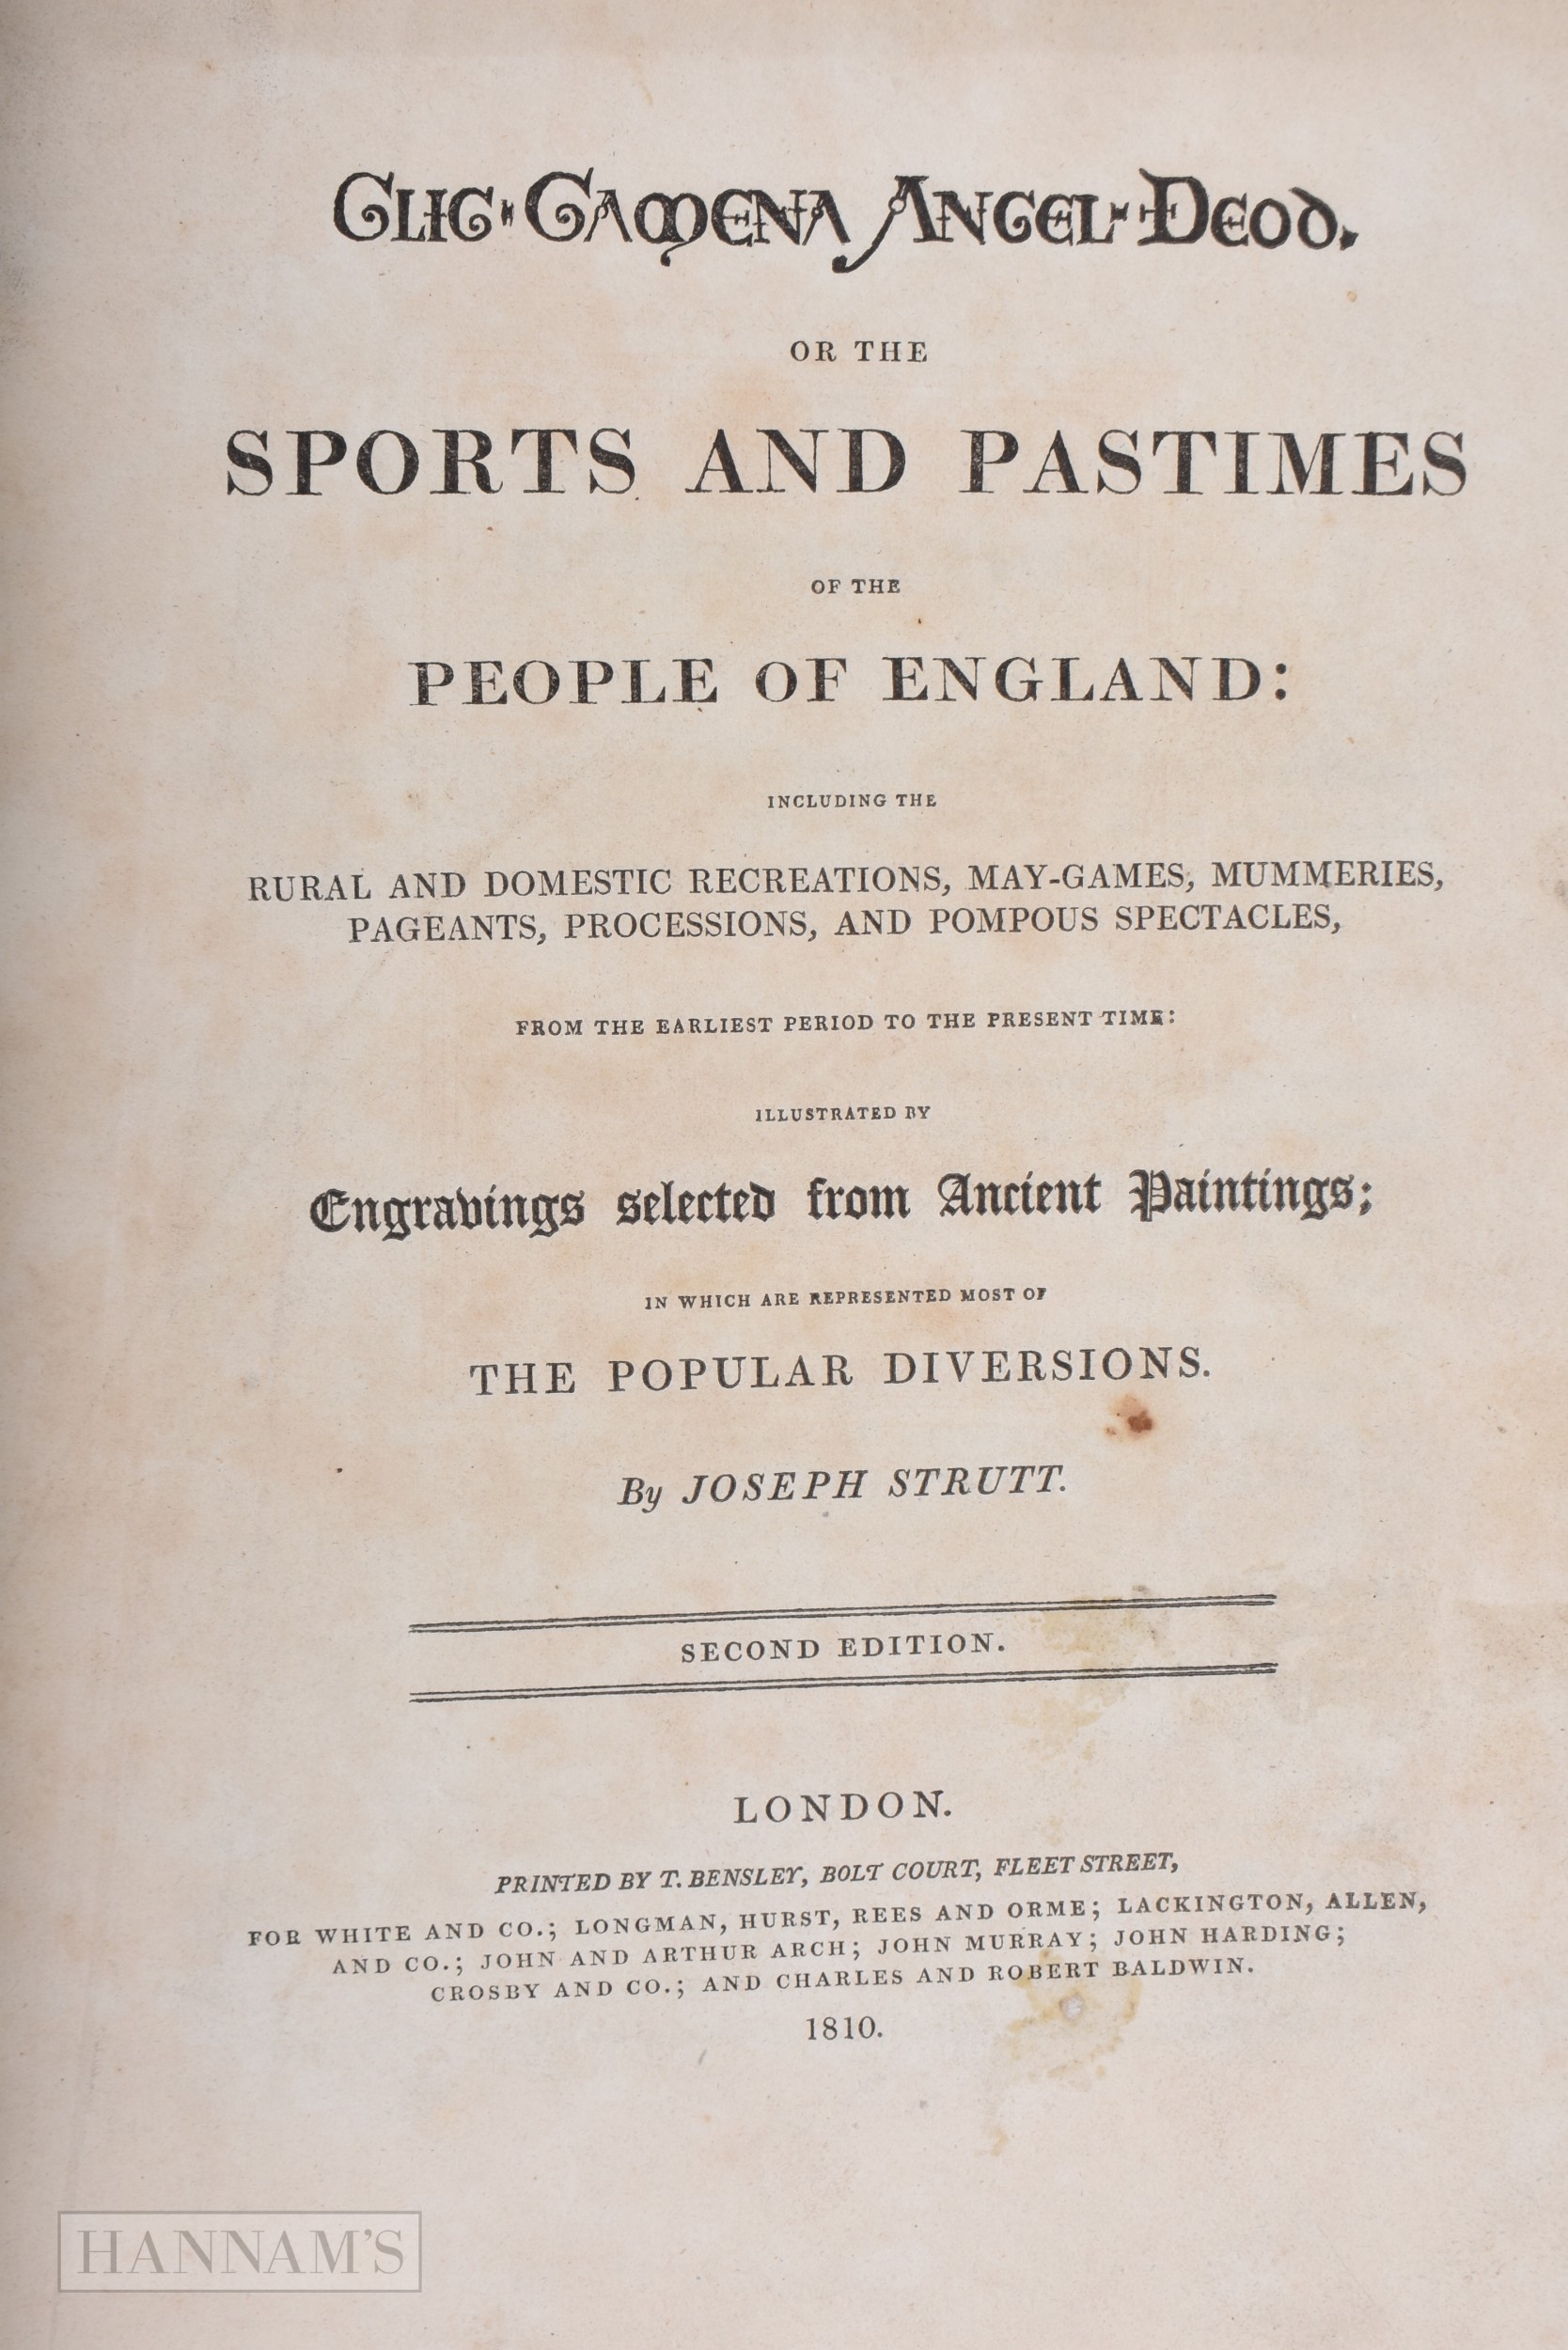 GLIG-GAMENA ANGEL-DEOD.
OR THE
SPORTS AND PASTIMES
OF THE
PEOPLE OF ENGLAND:
INCLUDING THE
RURAL AND DOMESTIC RECREATIONS, MAY-GAMES, MUMMERIES,
PAGEANTS, PROCESSIONS, AND POMPOUS SPECTACLES,
FROM THE EARLIEST PERIOD TO THE PRESENT TIME:
ILLUSTRATED BY
Engravings selected from Ancient Paintings;
IN WHICH ARE REPRESENTED MOST OF
THE POPULAR DIVERSIONS.
By JOSEPH STRUTT.
SECOND EDITION.
LONDON.
PRINTED BY T. BENSLEY, BOLT COURT, FLEET STREET,
FOR WHITE AND CO.; LONGMAN, HURST, REES AND ORME; LACKINGTON, ALLEN,
AND CO.; JOHN AND ARTHUR ARCH; JOHN MURRAY; JOHN HARDING;
CROSBY AND CO.; AND CHARLES AND ROBERT BALDWIN.
1810.
HANNAM'S